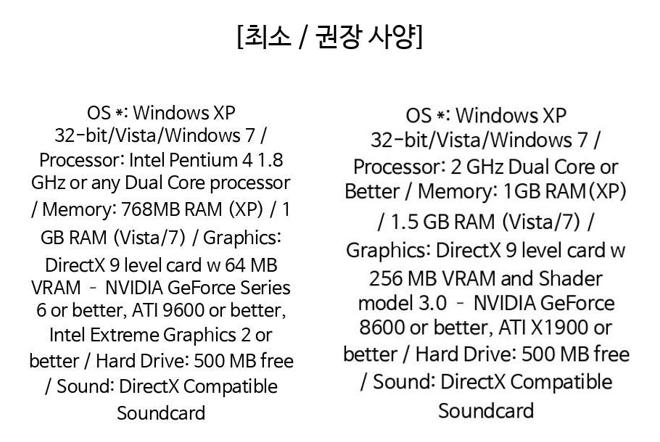 [최소 / 권장 사양]
OS *: Windows XP
32-bit/Vista/Windows 7 /
Processor: Intel Pentium 4 1.8
GHz or any Dual Core processor
/ Memory: 768MB RAM (XP) / 1
GB RAM (Vista/7) / Graphics:
DirectX 9 level card w 64 MB
VRAM - NVIDIA GeForce Series
6 or better, ATI 9600 or better,
Intel Extreme Graphics 2 or
better / Hard Drive: 500 MB free
/ Sound: DirectX Compatible
Soundcard
OS *: Windows XP
32-bit/Vista/Windows 7 /
Processor: 2 GHz Dual Core or
Better / Memory: 1GB RAM(XP)
/ 1.5 GB RAM (Vista/7) /
Graphics: DirectX 9 level card w
256 MB VRAM and Shader
model 3.0 - NVIDIA GeForce
8600 or better, ATI X1900 or
better / Hard Drive: 500 MB free
/ Sound: DirectX Compatible
Soundcard